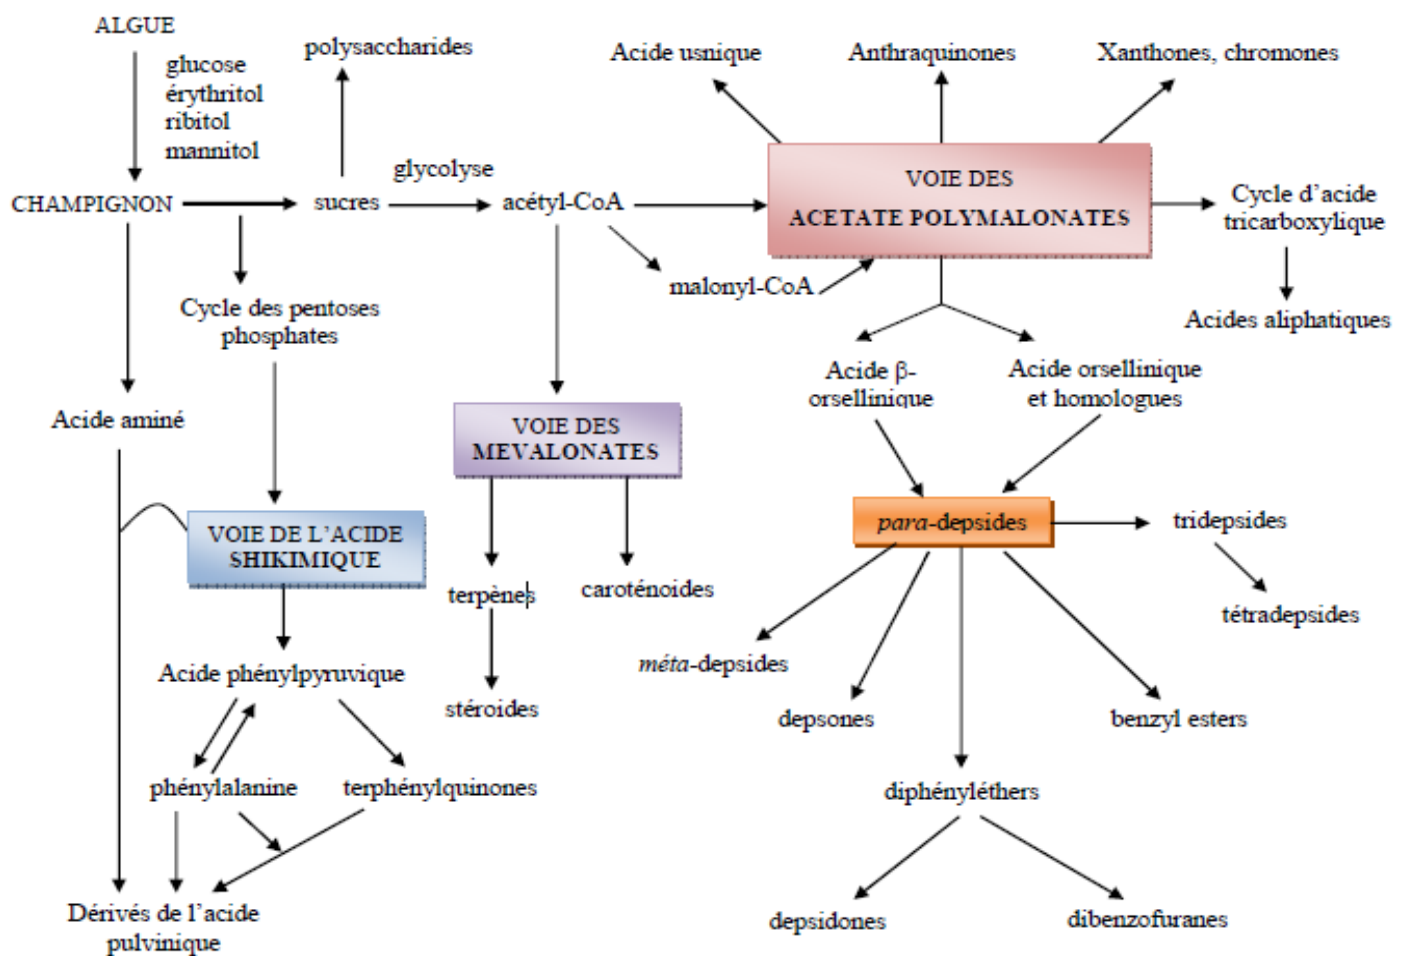 ALGUE
glucose
érythritol
ribitol
mannitol
polysaccharides
Acide usnique
Anthraquinones
Xanthones, chromones
CHAMPIGNON
sucres
glycolyse
acétyl-CoA
VOIE DES
ACETATE POLYMALONATES
Cycle d’acide
tricarboxylique
malonyl-CoA
Cycle des pentoses
phosphates
Acides aliphatiques
Acide β-
orsellinique
Acide orsellinique
et homologues
Acide aminé
VOIE DES
MEVALONATES
VOIE DE L’ACIDE
SHIKIMIQUE
para-depsides
tridepsides
terpènes
caroténoides
tétradepsides
Acide phénylpyruvique
méta-depsides
stéroides
depsones
benzyl esters
phénylalanine
terphénylquinones
diphényléthers
Dérivés de l’acide
pulvinique
depsidones
dibenzofuranes